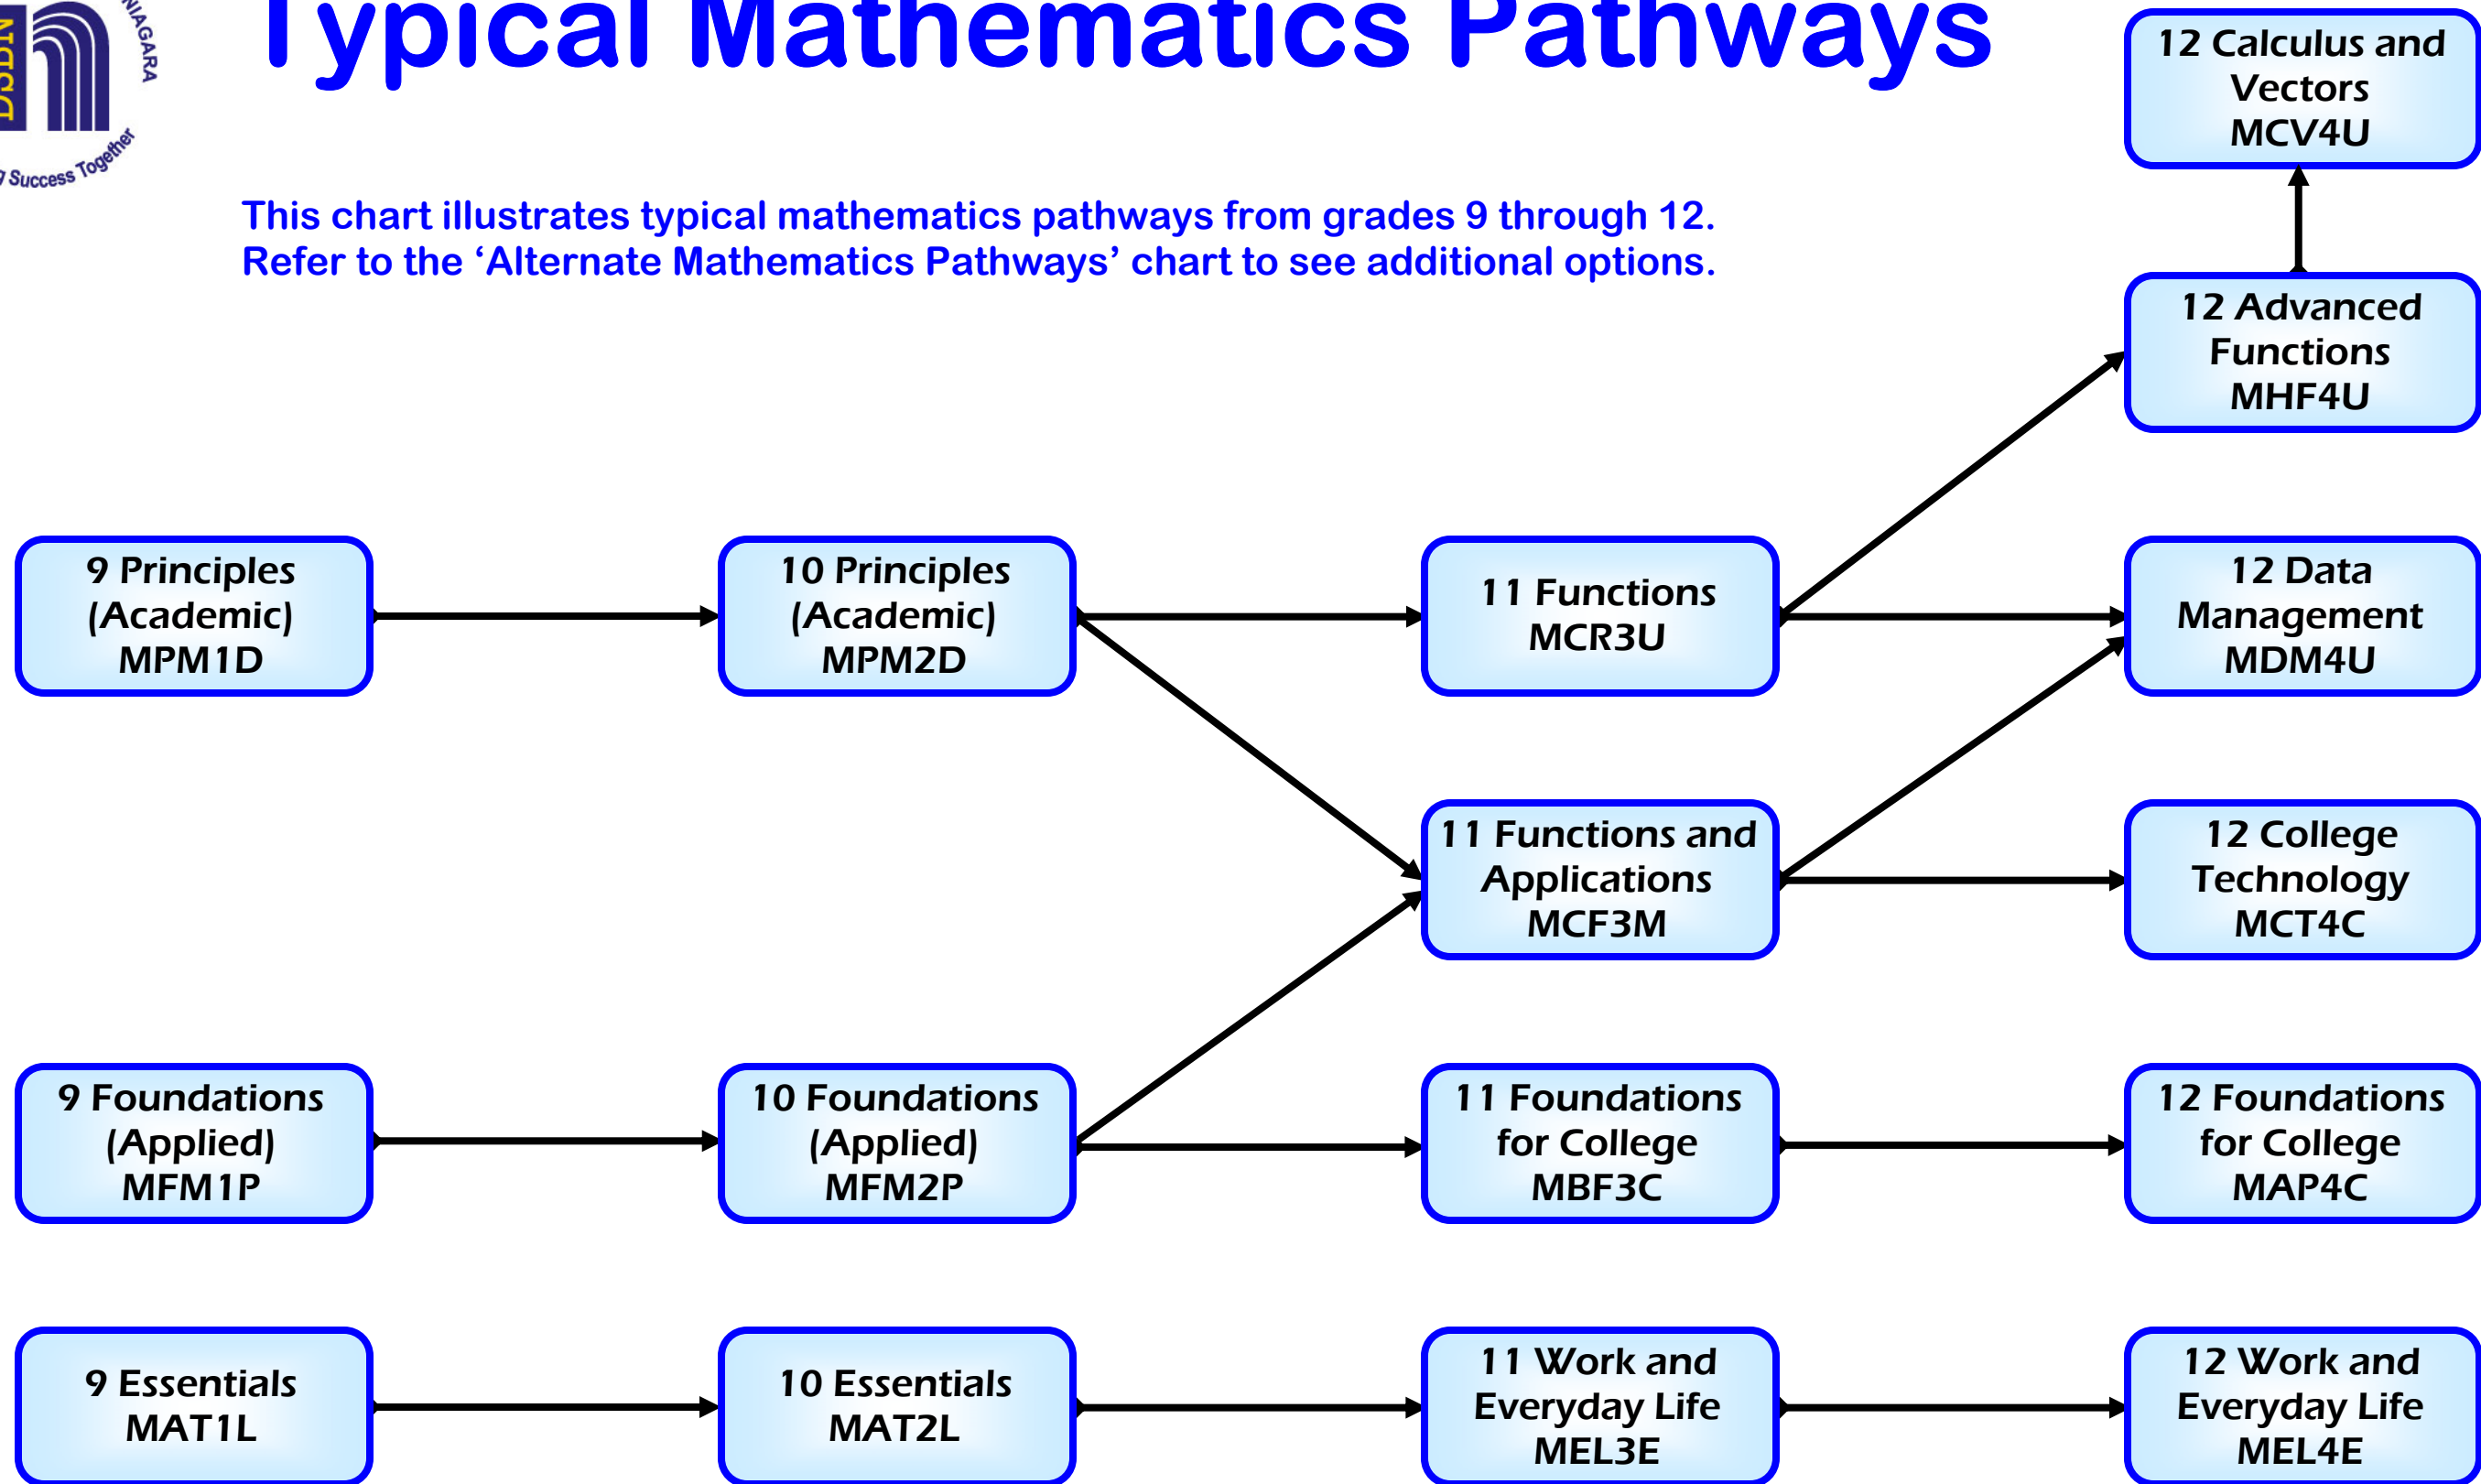 Typical Mathematics Pathways
NIAGARA
DSBN
Success Together
This chart illustrates typical mathematics pathways from grades 9 through 12.
Refer to the ‘Alternate Mathematics Pathways’ chart to see additional options.
12 Calculus and
Vectors
MCV4U
12 Advanced
Functions
MHF4U
9 Principles
(Academic)
MPM1D
10 Principles
(Academic)
MPM2D
11 Functions
MCR3U
12 Data
Management
MDM4U
11 Functions and
Applications
MCF3M
12 College
Technology
MCT4C
9 Foundations
(Applied)
MFM1P
10 Foundations
(Applied)
MFM2P
11 Foundations
for College
MBF3C
12 Foundations
for College
MAP4C
9 Essentials
MAT1L
10 Essentials
MAT2L
11 Work and
Everyday Life
MEL3E
12 Work and
Everyday Life
MEL4E